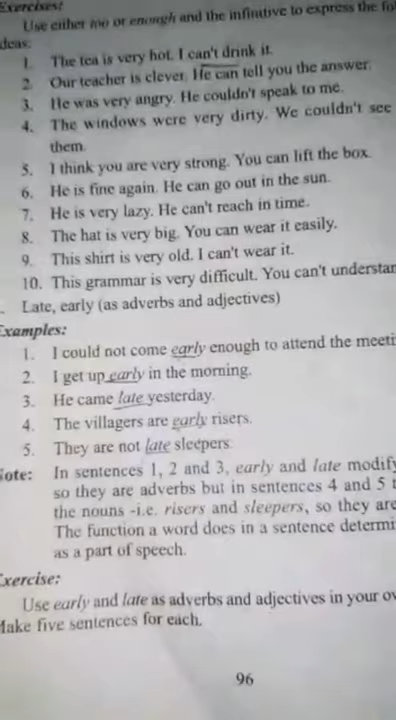 Exercises:
Use either too or enough and the infinitive to express the
deas.
1. The tea is very hot. I can't drink it.
2. Our teacher is clever. He can tell you the answer.
3. He was very angry. He couldn't speak to me.
4. The windows were very dirty. We couldn't see
them.
5. I think you are very strong. You can lift the box.
6. He is fine again. He can go out in the sun.
7. He is very lazy. He can't reach in time.
8. The hat is very big. You can wear it easily.
9. This shirt is very old. I can't wear it.
10. This grammar is very difficult. You can't understan
Late, early (as adverbs and adjectives)
Examples:
1. I could not come early enough to attend the meeti
2. I get up early in the morning.
3. He came late yesterday.
4. The villagers are early risers.
5. They are not late sleepers.
Note: In sentences 1, 2 and 3, early and late modify
so they are adverbs but in sentences 4 and 5
the nouns -i.e. risers and sleepers, so they are
The function a word does in a sentence determi
as a part of speech.
Exercise:
Use early and late as adverbs and adjectives in your
Make five sentences for each.
96